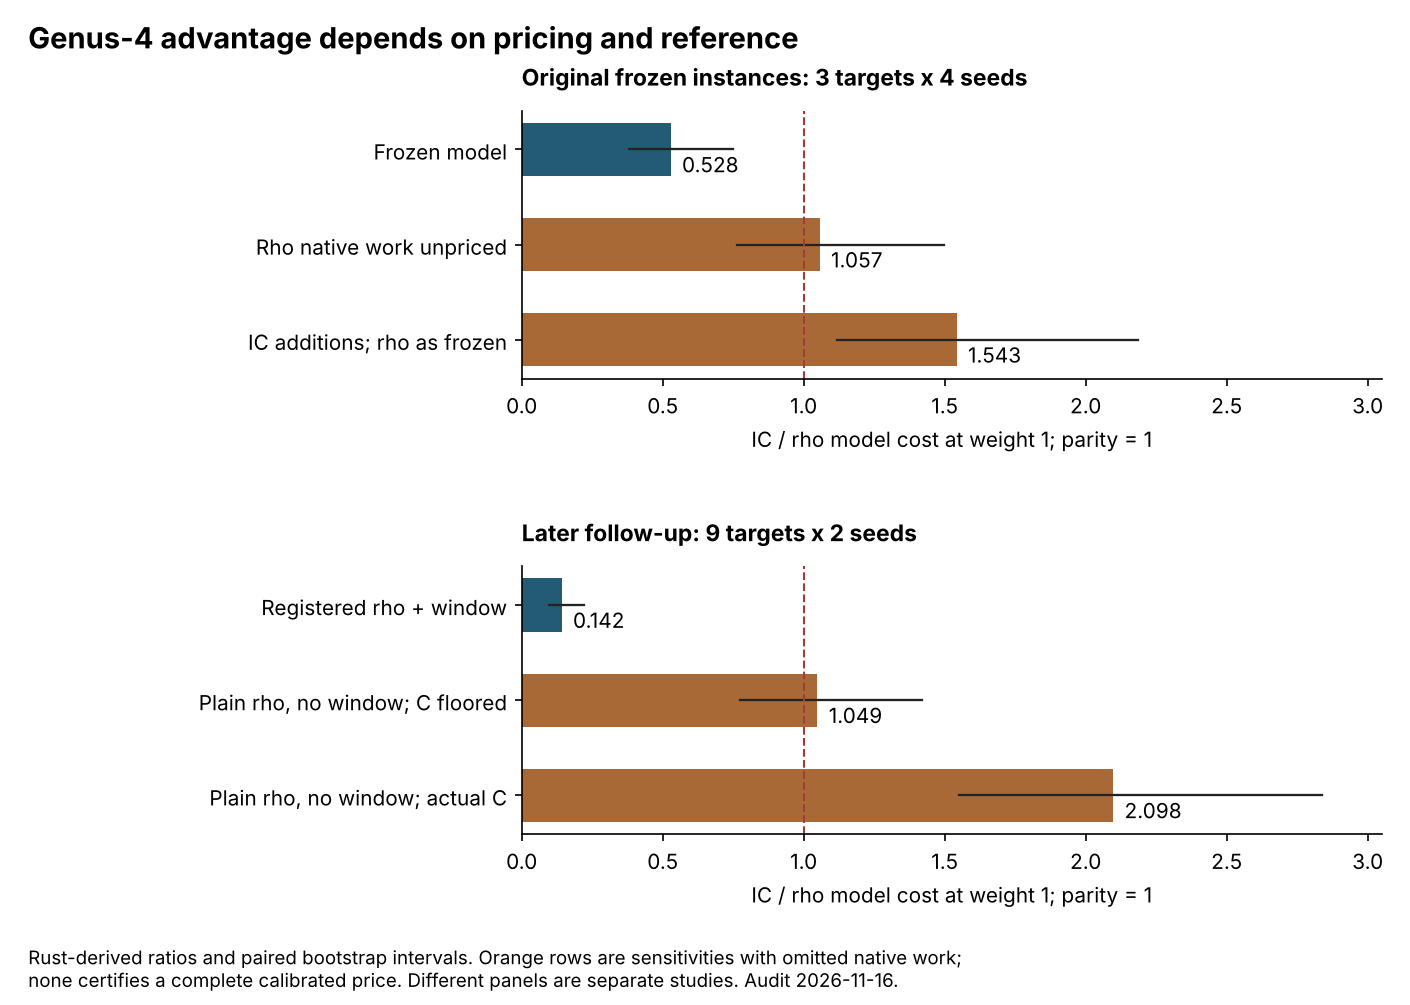 Genus-4 advantage depends on pricing and reference
Original frozen instances: 3 targets x 4 seeds
Frozen model
0.528
Rho native work unpriced
1.057
IC additions; rho as frozen
1.543
0.0 0.5 1.0 1.5 2.0 2.5 3.0
IC / rho model cost at weight 1; parity = 1
Later follow-up: 9 targets x 2 seeds
Registered rho + window
0.142
Plain rho, no window; C floored
1.049
Plain rho, no window; actual C
2.098
0.0 0.5 1.0 1.5 2.0 2.5 3.0
IC / rho model cost at weight 1; parity = 1
Rust-derived ratios and paired bootstrap intervals. Orange rows are sensitivities with omitted native work;
none certifies a complete calibrated price. Different panels are separate studies. Audit 2026-11-16.